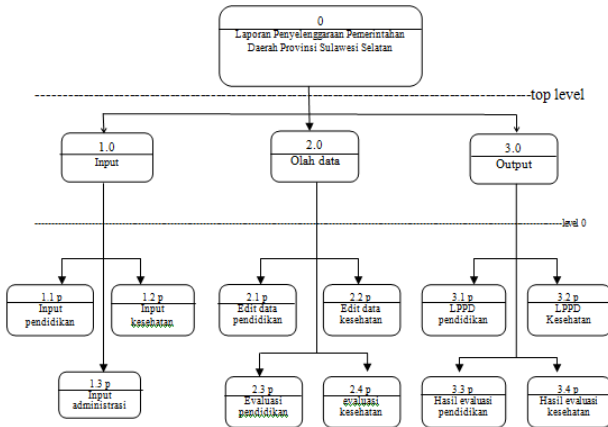 0
Laporan Penyelenggaraan Pemerintahan
Daerah Provinsi Sulawesi Selatan
top level
1.0
Input
2.0
Olah data
3.0
Output
level 0
1.1 p
Input
pendidikan
1.2 p
Input
kesehatan
2.1 p
Edit data
pendidikan
2.2 p
Edit data
kesehatan
3.1 p
LPPD
pendidikan
3.2 p
LPPD
Kesehatan
1.3 p
Input
administrasi
2.3 p
Evaluasi
pendidikan
2.4 p
evaluasi
kesehatan
3.3 p
Hasil evaluasi
pendidikan
3.4 p
Hasil evaluasi
kesehatan